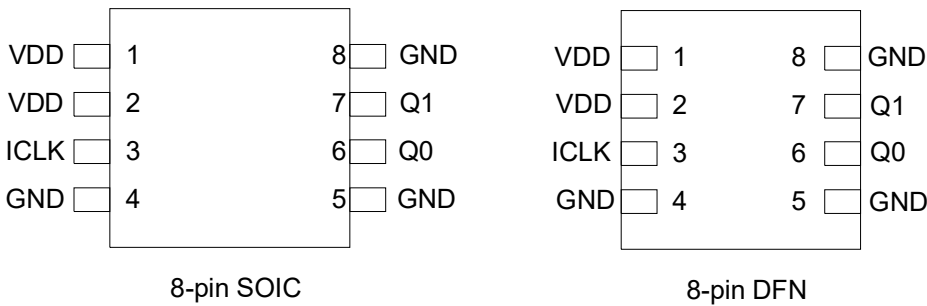 VDD 1 8 GND
VDD 2 7 Q1
ICLK 3 6 Q0
GND 4 5 GND
8-pin SOIC
VDD 1 8 GND
VDD 2 7 Q1
ICLK 3 6 Q0
GND 4 5 GND
8-pin DFN